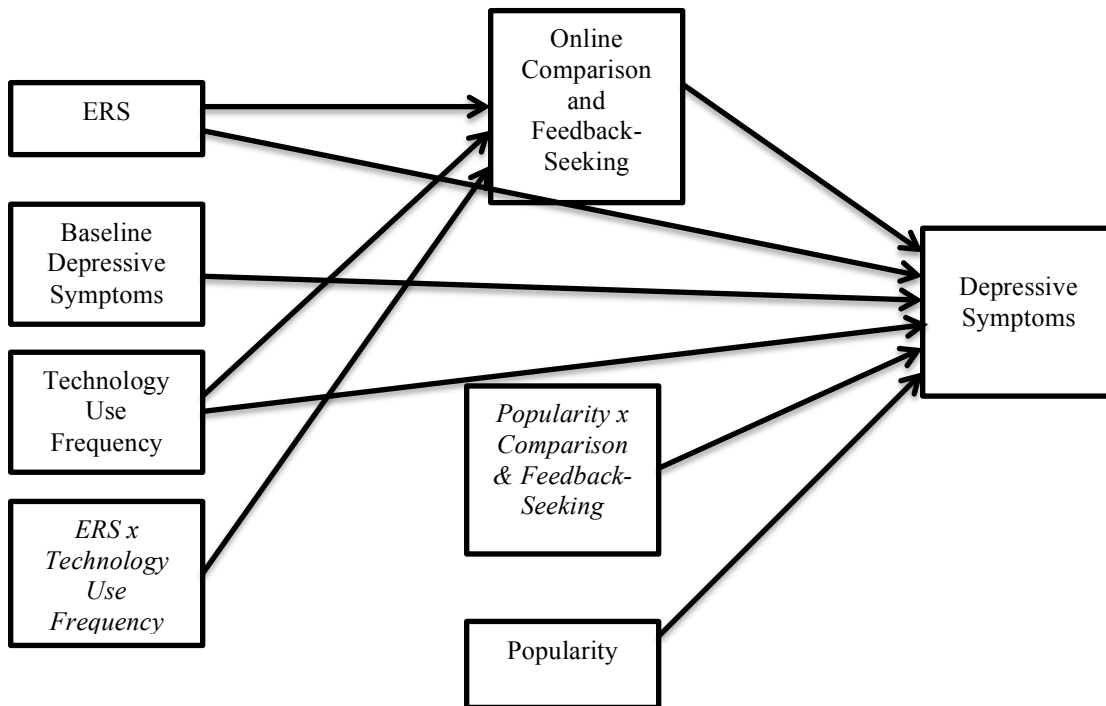 Online
Comparison
and
Feedback-
Seeking
ERS
Baseline
Depressive
Symptoms
Depressive
Symptoms
Technology
Use
Frequency
Popularity x
Comparison
& Feedback-
Seeking
ERS x
Technology
Use
Frequency
Popularity